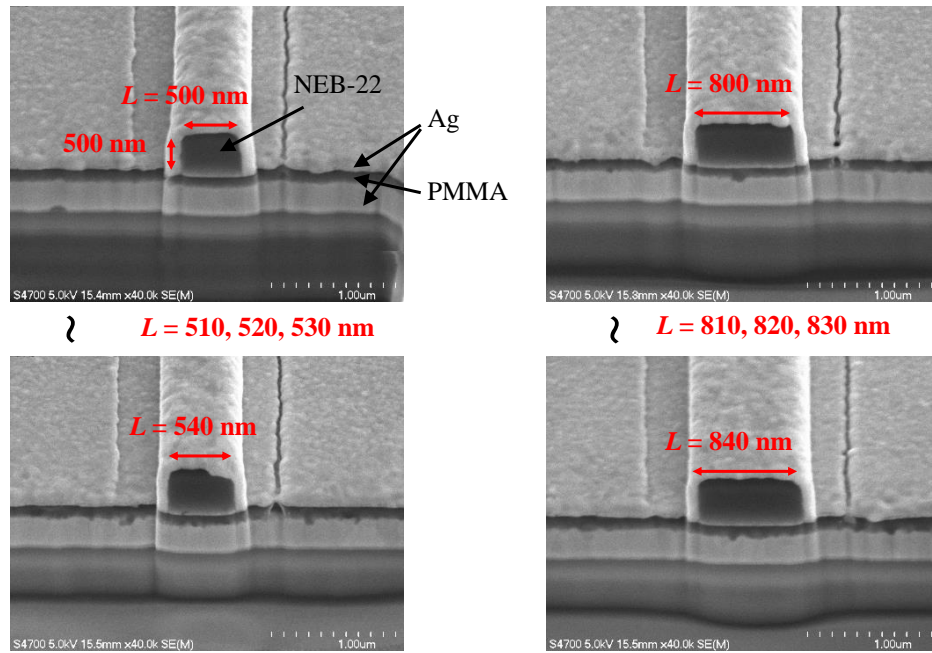 NEB-22
L = 500 nm
500 nm
Ag
PMMA
S4700 5.0kV 15.4mm x40.0k SE(M)
1.00um
L = 800 nm
S4700 5.0kV 15.3mm x40.0k SE(M)
1.00um
~ L = 510, 520, 530 nm
~ L = 810, 820, 830 nm
L = 540 nm
S4700 5.0kV 15.5mm x40.0k SE(M)
1.00um
L = 840 nm
S4700 5.0kV 15.5mm x40.0k SE(M)
1.00um